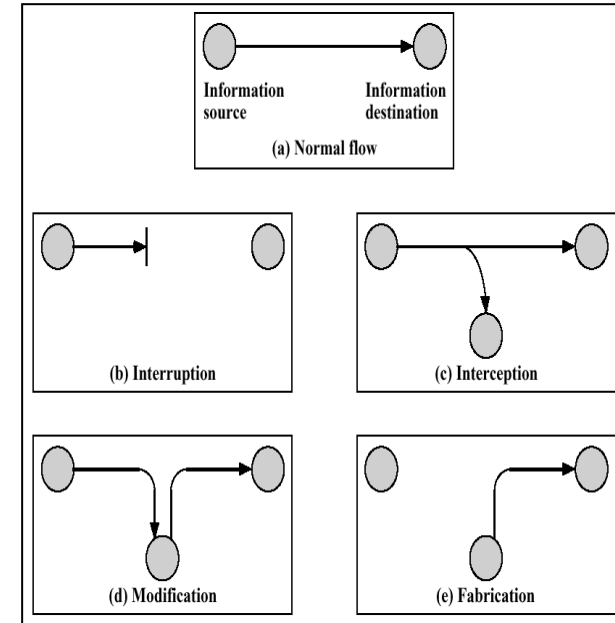 Information source
Information destination
(a) Normal flow
(b) Interruption
(c) Interception
(d) Modification
(e) Fabrication